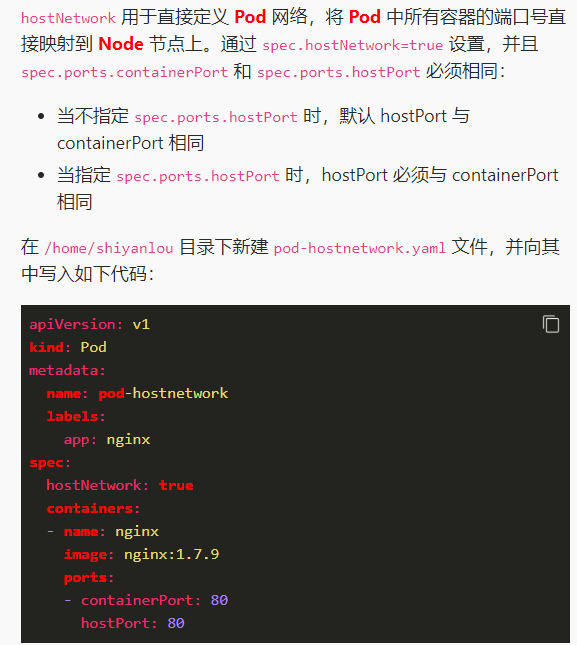 hostNetwork 用于直接定义 Pod 网络，将 Pod 中所有容器的端口号直
接映射到 Node 节点上。通过 spec.hostNetwork=true 设置，并且
spec.ports.containerPort 和 spec.ports.hostPort 必须相同：
• 当不指定 spec.ports.hostPort 时，默认 hostPort 与
containerPort 相同
• 当指定 spec.ports.hostPort 时，hostPort 必须与 containerPort
相同
在 /home/shiyanlou 目录下新建 pod-hostnetwork.yaml 文件，并向其
中写入如下代码：
apiVersion: v1
kind: Pod
metadata:
  name: pod-hostnetwork
  labels:
    app: nginx
spec:
  hostNetwork: true
  containers:
  - name: nginx
    image: nginx:1.7.9
    ports:
    - containerPort: 80
      hostPort: 80